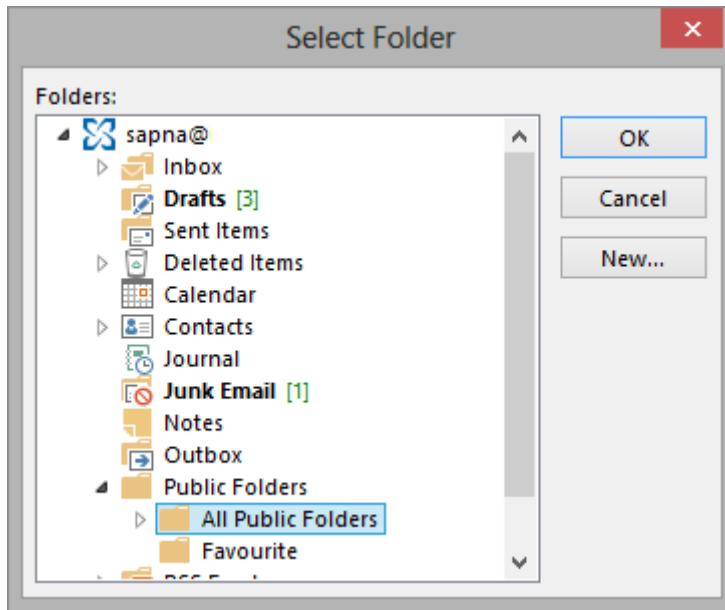 Select Folder
Folders:
sapna@
Inbox
Drafts [3]
Sent Items
Deleted Items
Calendar
Contacts
Journal
Junk Email [1]
Notes
Outbox
Public Folders
All Public Folders
Favourite
OK
Cancel
New...